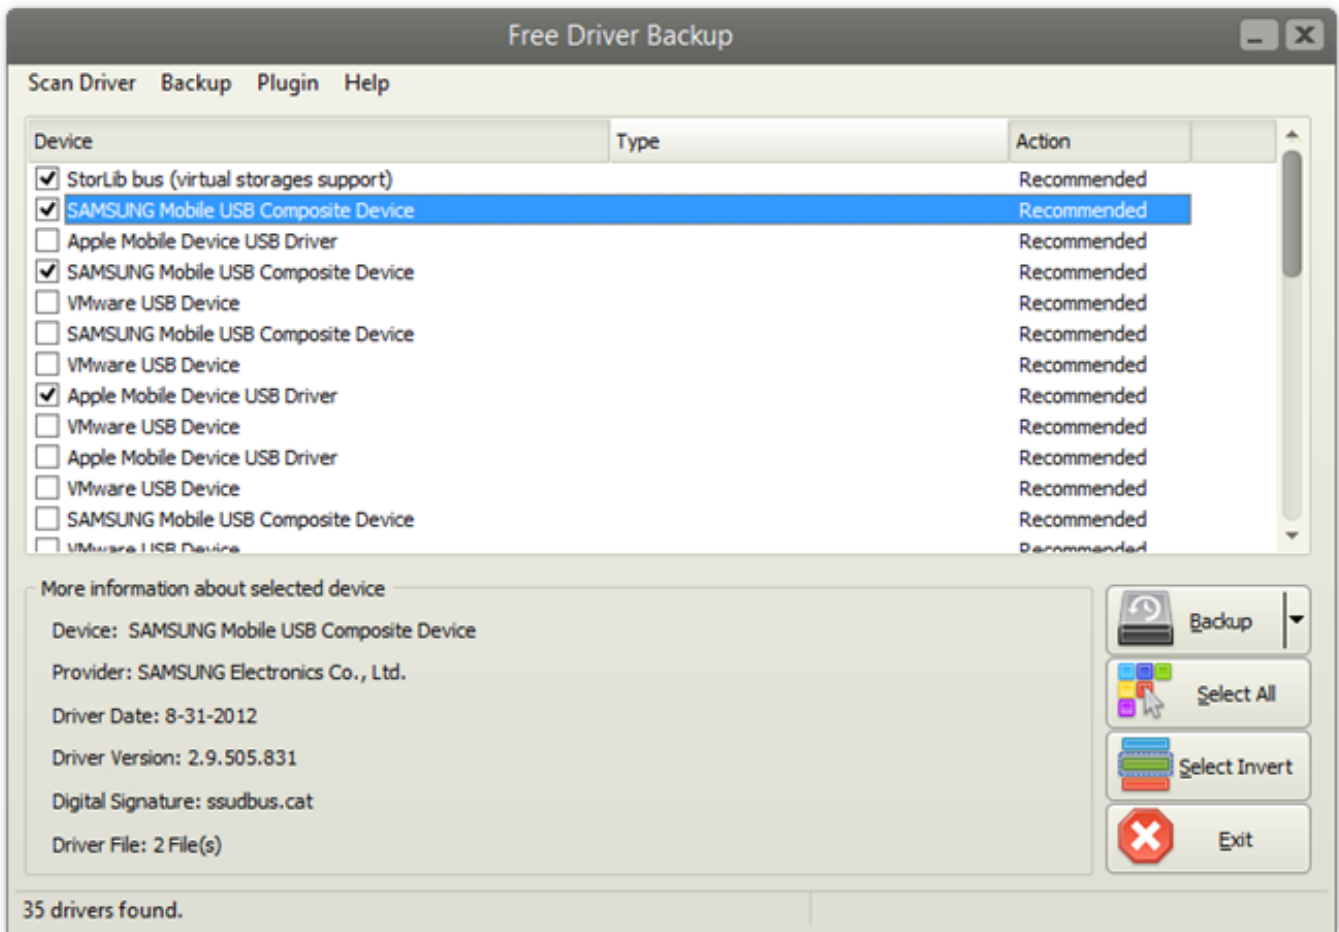 Free Driver Backup
Scan Driver Backup Plugin Help
Device Type Action
StorLib bus (virtual storages support) Recommended
SAMSUNG Mobile USB Composite Device Recommended
Apple Mobile Device USB Driver Recommended
SAMSUNG Mobile USB Composite Device Recommended
VMware USB Device Recommended
SAMSUNG Mobile USB Composite Device Recommended
VMware USB Device Recommended
Apple Mobile Device USB Driver Recommended
VMware USB Device Recommended
Apple Mobile Device USB Driver Recommended
VMware USB Device Recommended
SAMSUNG Mobile USB Composite Device Recommended
VMware USB Device Recommended
More information about selected device
Device: SAMSUNG Mobile USB Composite Device
Provider: SAMSUNG Electronics Co., Ltd.
Driver Date: 8-31-2012
Driver Version: 2.9.505.831
Digital Signature: ssudbus.cat
Driver File: 2 File(s)
Backup
Select All
Select Invert
Exit
35 drivers found.